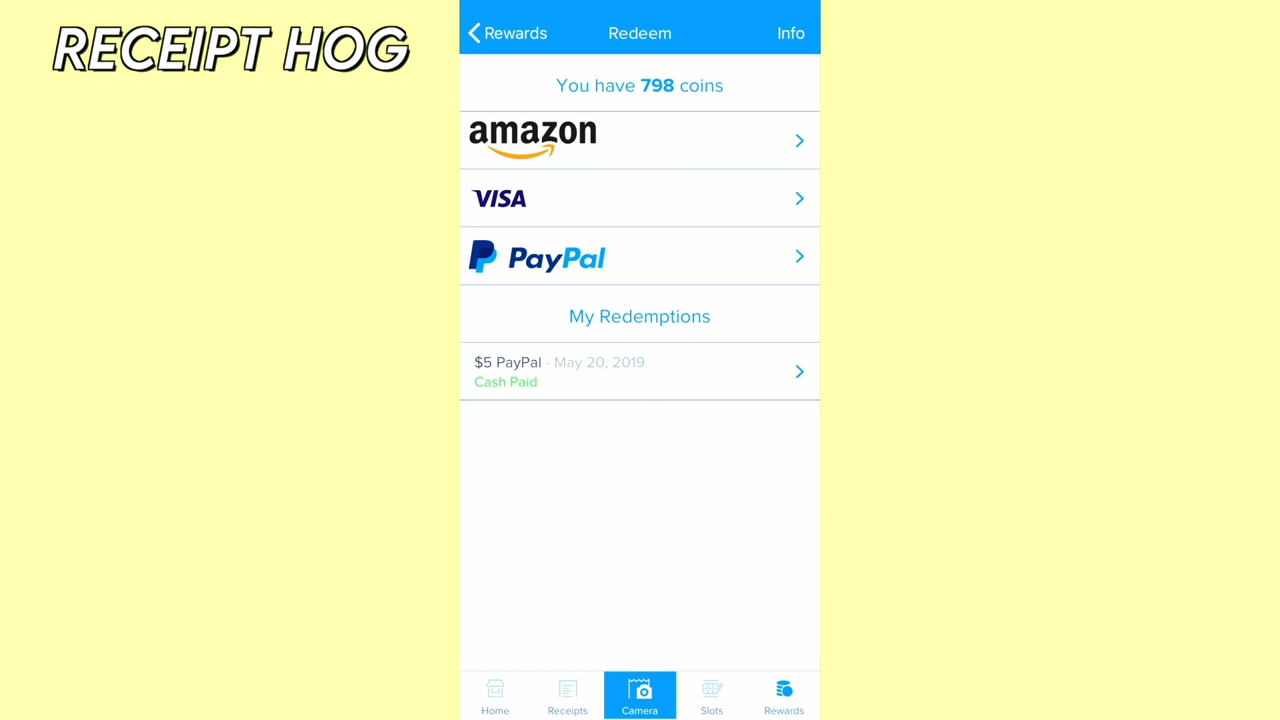 RECEIPT HOG
Rewards
Redeem
Info
You have 798 coins
amazon
VISA
PayPal
My Redemptions
$5 PayPal - May 20, 2019
Cash Paid
Home
Receipts
Camera
Slots
Rewards